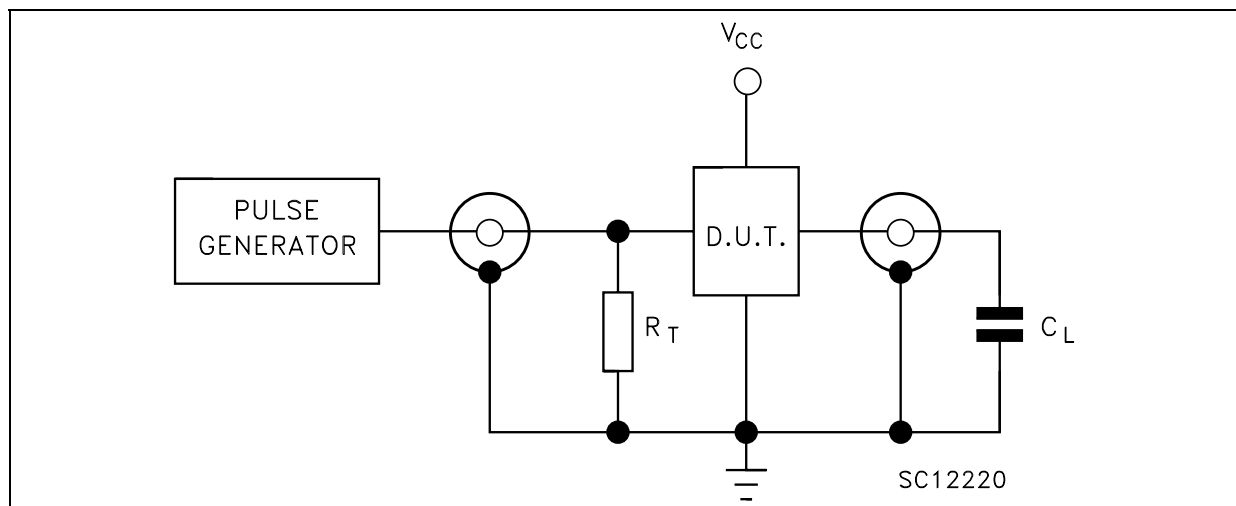 VCC
PULSE
GENERATOR
D.U.T.
RT
CL
SC12220